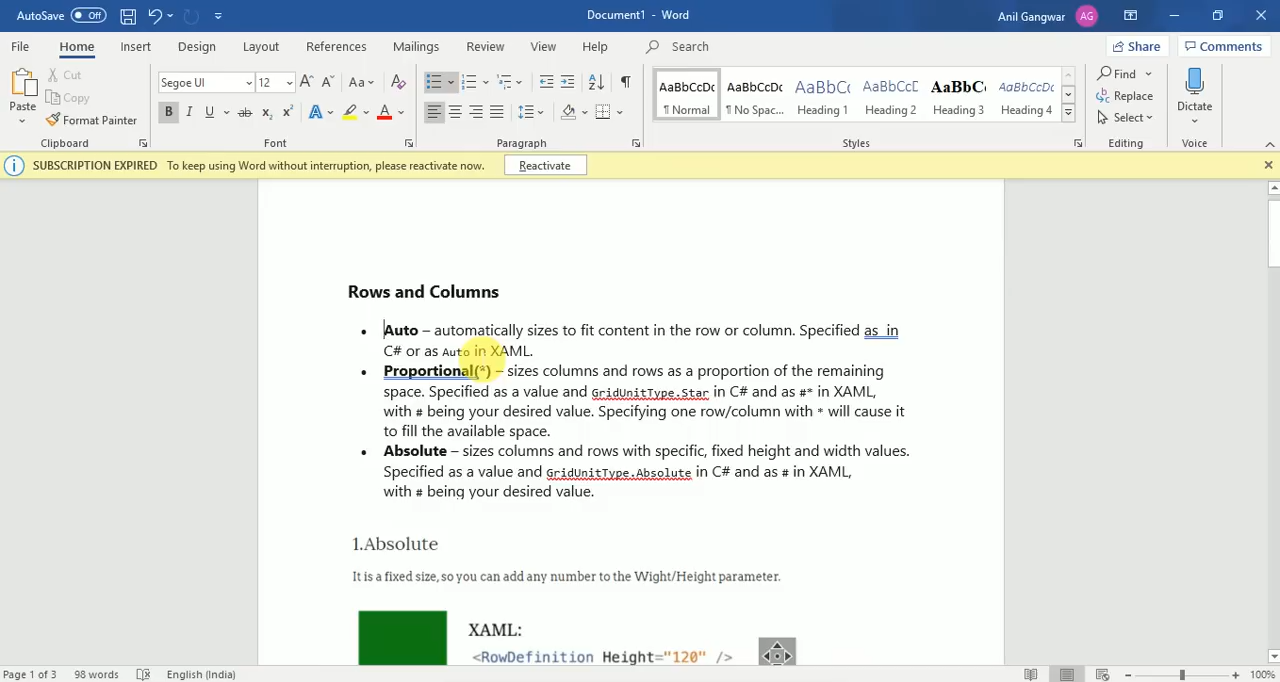 AutoSave Off Document1 - Word Anil Gangwar AG
File Home Insert Design Layout References Mailings Review View Help Search Share Comments
Paste Cut Copy Format Painter
Segoe UI 12 Aa
B I U ab x₂ x² A A
AaBbCcDc AaBbCcDc AaBbC AaBbCcD AaBbC AaBbCcDc
¶ Normal ¶ No Spac... Heading 1 Heading 2 Heading 3 Heading 4
Find Replace Select Dictate
Clipboard Font Paragraph Styles Editing Voice
SUBSCRIPTION EXPIRED To keep using Word without interruption, please reactivate now. Reactivate
Rows and Columns
• Auto – automatically sizes to fit content in the row or column. Specified as in
C# or as Auto in XAML.
• Proportional(*) – sizes columns and rows as a proportion of the remaining
space. Specified as a value and GridUnitType.Star in C# and as #* in XAML,
with # being your desired value. Specifying one row/column with * will cause it
to fill the available space.
• Absolute – sizes columns and rows with specific, fixed height and width values.
Specified as a value and GridUnitType.Absolute in C# and as # in XAML,
with # being your desired value.
1.Absolute
It is a fixed size, so you can add any number to the Wight/Height parameter.
XAML:
<RowDefinition Height="120" />
Page 1 of 3 98 words English (India) 100%